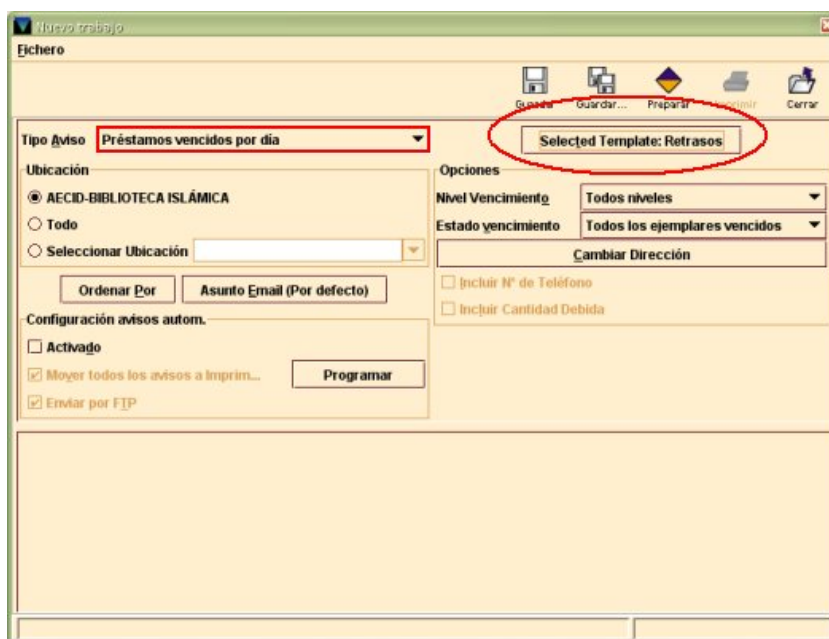 Nuevo trabajo
Fichero
Guardar Guardar... Preparar Imprimir Cerrar
Tipo Aviso Préstamos vencidos por día Selected Template: Retrasos
Ubicación Opciones
AECID-BIBLIOTECA ISLÁMICA Nivel Vencimiento Todos niveles
Todo Estado vencimiento Todos los ejemplares vencidos
Seleccionar Ubicación Cambiar Dirección
Ordenar Por Asunto Email (Por defecto) Incluir Nº de Teléfono
Incluir Cantidad Debida
Configuración avisos autom.
Activado
Mover todos los avisos a Imprim... Programar
Enviar por FTP